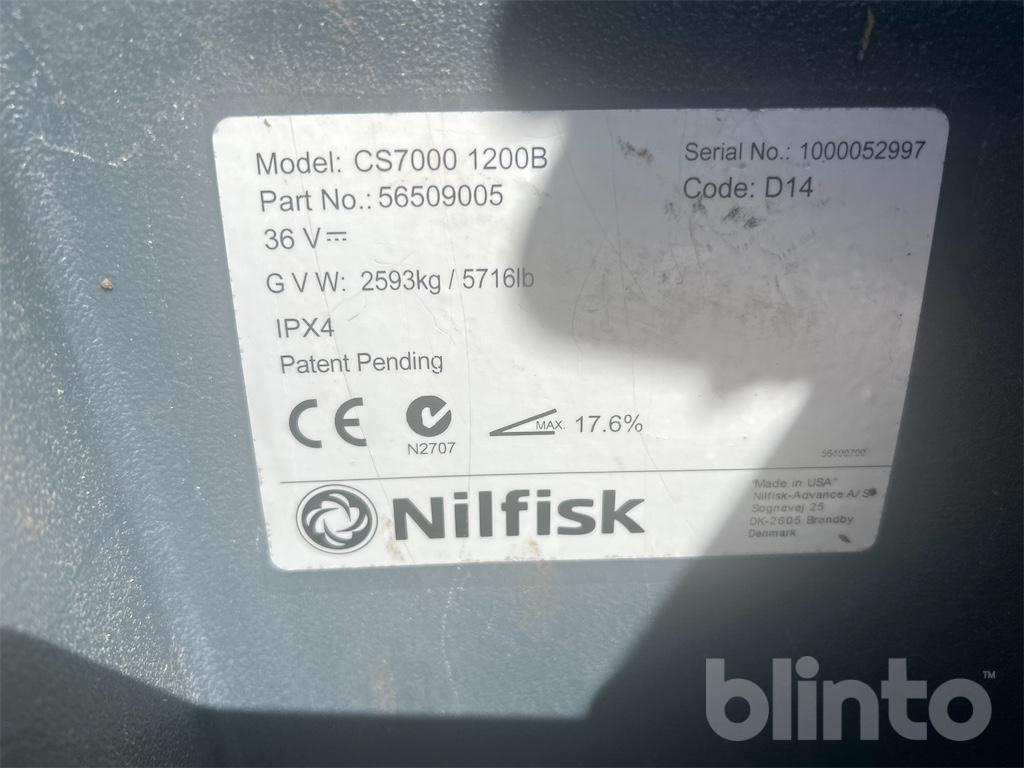 Model: CS7000 1200B
Serial No.: 1000052997
Part No.: 56509005
Code: D14
36 V
G V W: 2593kg / 5716lb
IPX4
Patent Pending
CE
N2707
MAX. 17.6%
56100700
"Made in USA"
Nilfisk-Advance A/S
Sognevej 25
DK-2605 Brøndby
Denmark
Nilfisk
blinto™